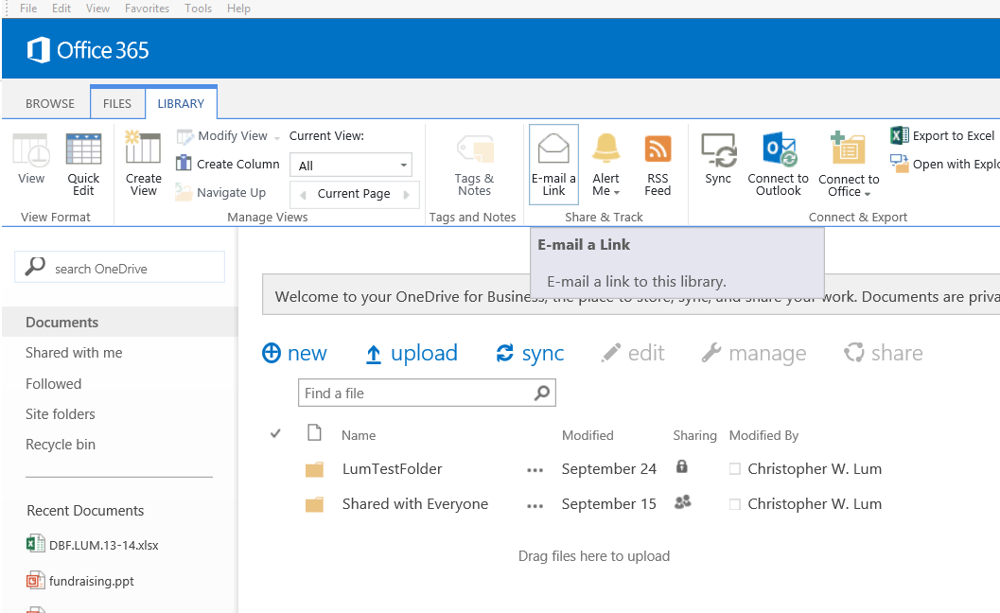 File Edit View Favorites Tools Help
Office 365
BROWSE FILES LIBRARY
View
Quick Edit
View Format
Create View
Modify View
Create Column
Navigate Up
Current View:
All
Current Page
Manage Views
Tags & Notes
Tags and Notes
E-mail a Link
Alert Me
RSS Feed
Share & Track
Sync
Connect to Outlook
Connect to Office
Export to Excel
Open with Explo
Connect & Export
E-mail a Link
E-mail a link to this library.
search OneDrive
Welcome to your OneDrive for Business, the place to store, sync, and share your work. Documents are priva
Documents
Shared with me
Followed
Site folders
Recycle bin
Recent Documents
DBF.LUM.13-14.xlsx
fundraising.ppt
new upload sync edit manage share
Find a file
Name Modified Sharing Modified By
LumTestFolder ... September 24 Christopher W. Lum
Shared with Everyone ... September 15 Christopher W. Lum
Drag files here to upload